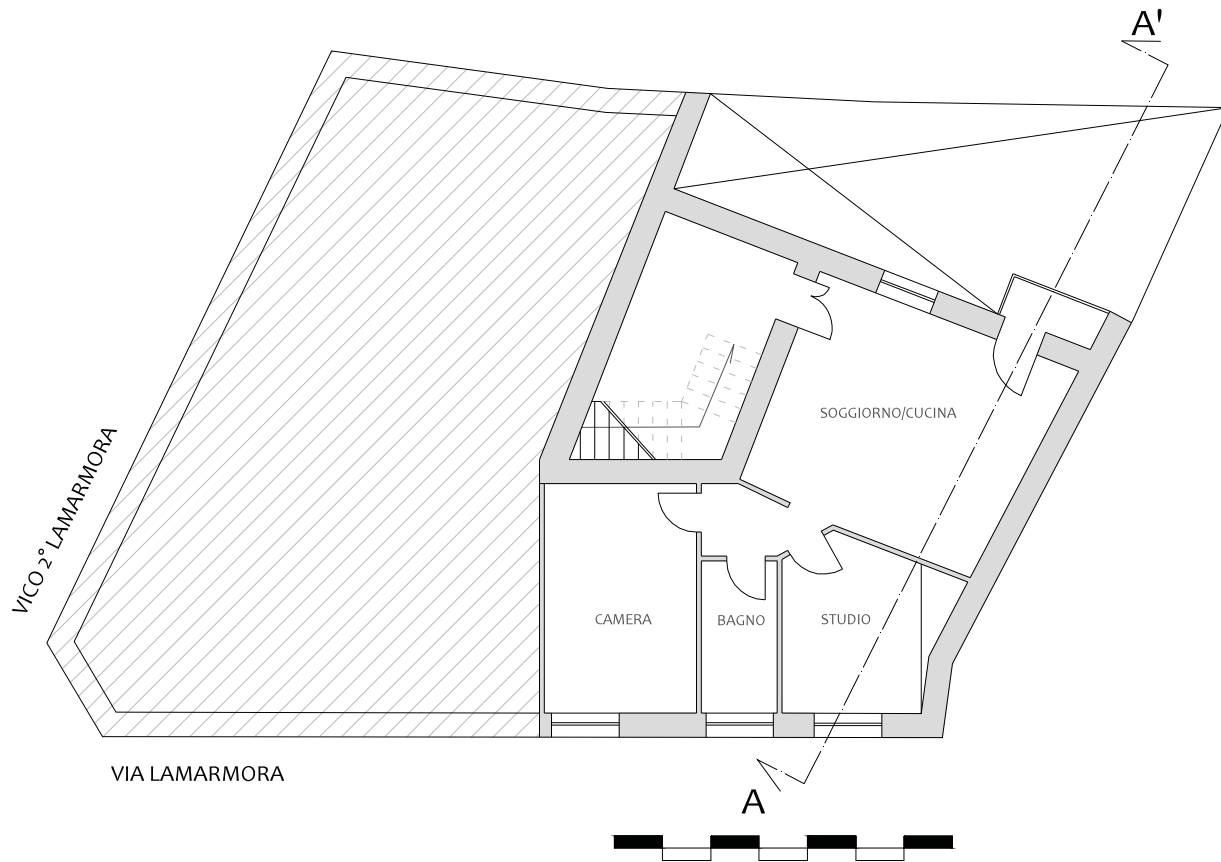 A'
SOGGIORNO/CUCINA
VICO 2° LAMARMORA
CAMERA
BAGNO
STUDIO
VIA LAMARMORA
A